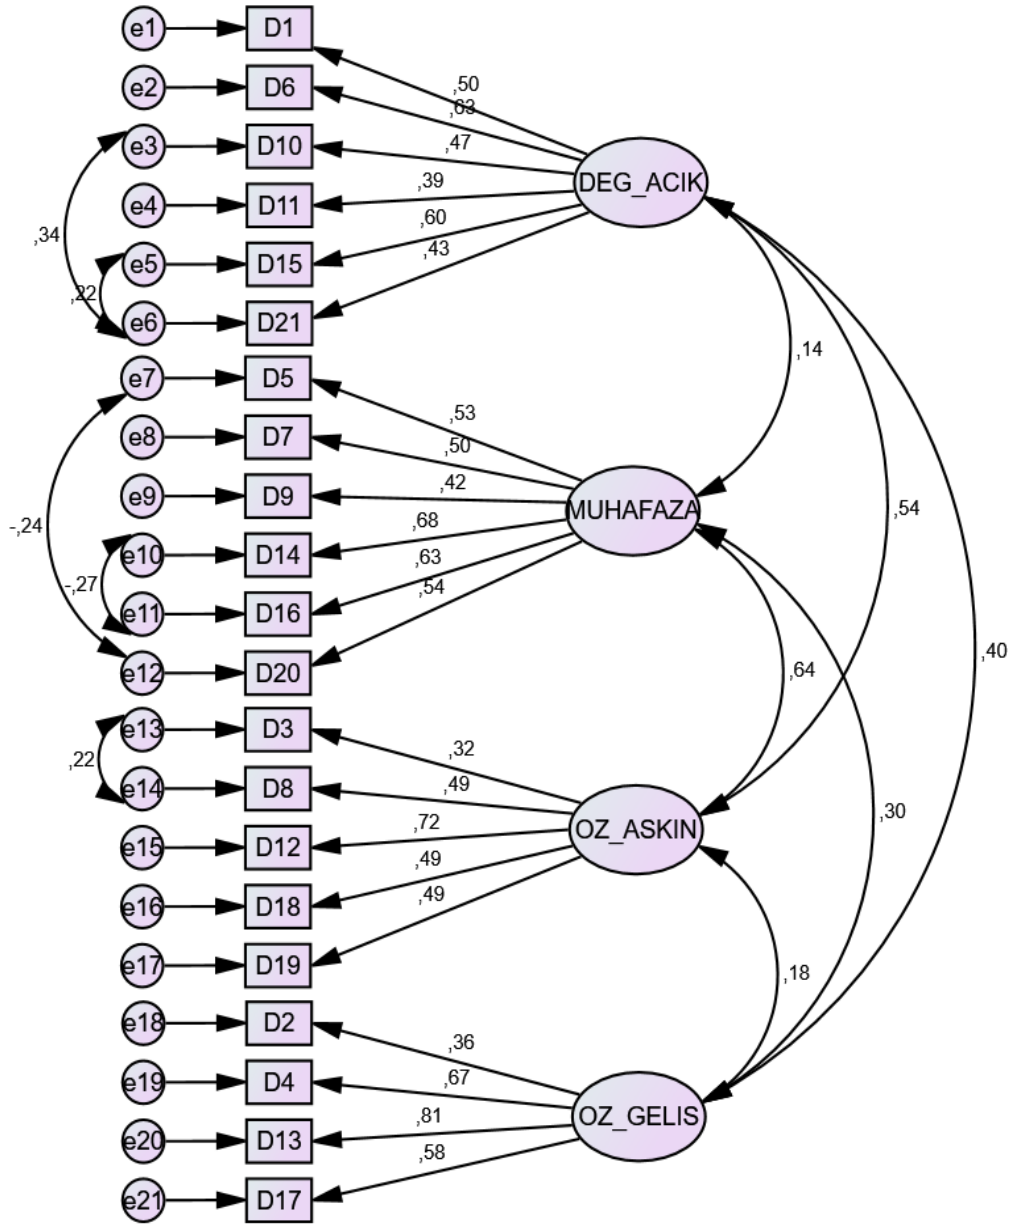 e1 D1
,50
e2 D6
,63
e3 D10
,47
DEG_ACIK
e4 D11
,39
,60
,34
,43
e5 D15
,22
e6 D21
,14
e7 D5
,53
e8 D7
,50
e9 D9
,42
MUHAFAZA
,54
-,24
,68
e10 D14
,63
-,27
,54
e11 D16
,40
e12 D20
,64
e13 D3
,32
,22
e14 D8
,49
,30
OZ_ASKIN
,72
e15 D12
,49
,49
e16 D18
e17 D19
,18
e18 D2
,36
e19 D4
,67
,81
OZ_GELIS
e20 D13
,58
e21 D17